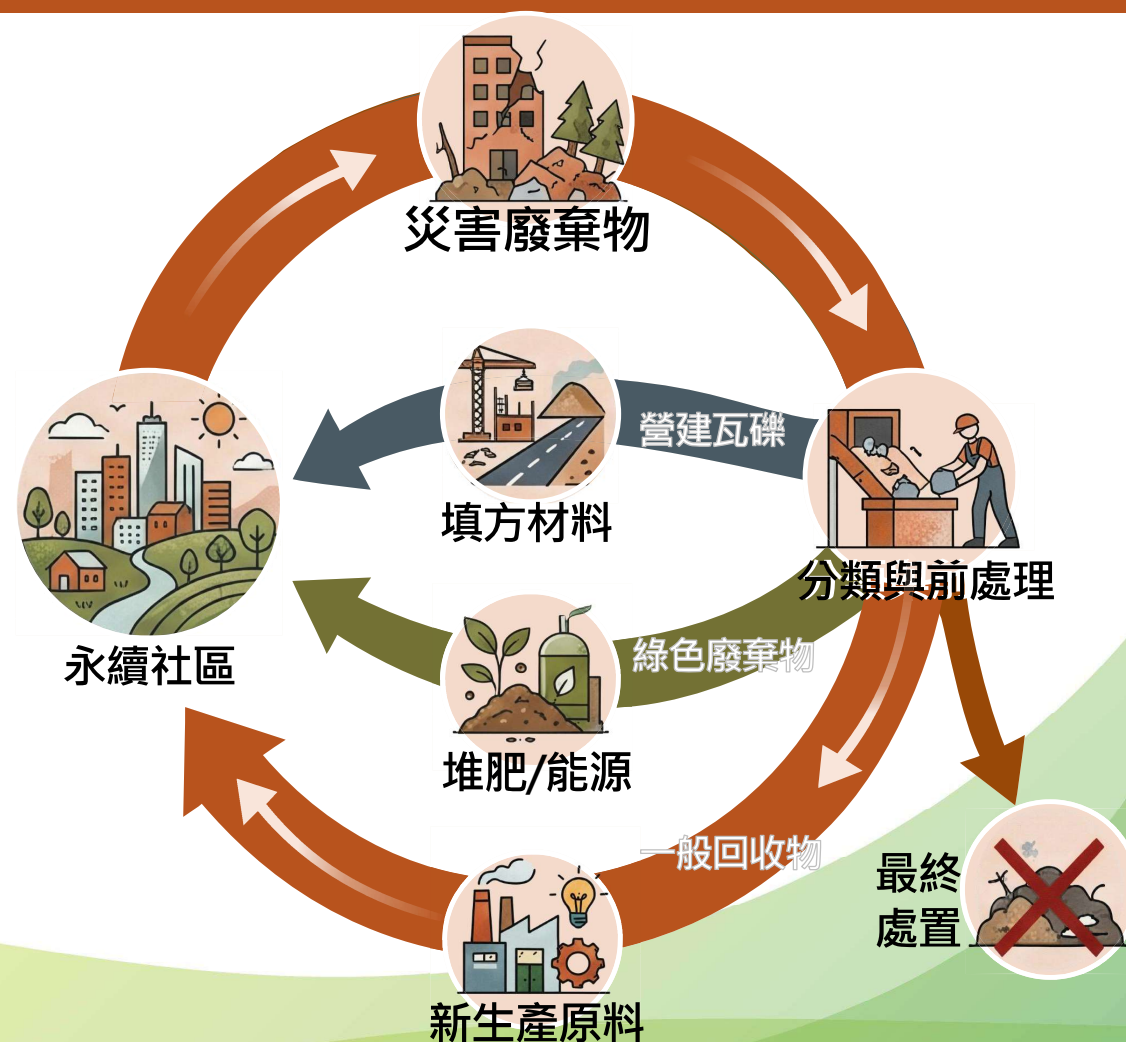 災害廢棄物
營建瓦礫
填方材料
分類與前處理
綠色廢棄物
永續社區
堆肥/能源
一般回收物
最終
處置
新生產原料